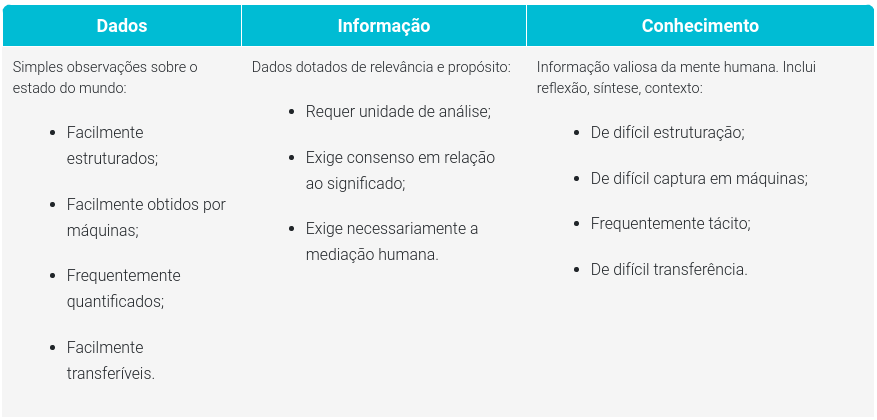 Dados
Informação
Conhecimento
Simples observações sobre o
estado do mundo:
Facilmente
estruturados;
Facilmente obtidos por
máquinas;
Frequentemente
quantificados;
Facilmente
transferíveis.
Dados dotados de relevância e propósito:
Requer unidade de análise;
Exige consenso em relação
ao significado;
Exige necessariamente a
mediação humana.
Informação valiosa da mente humana. Inclui
reflexão, síntese, contexto:
De difícil estruturação;
De difícil captura em máquinas;
Frequentemente tácito;
De difícil transferência.